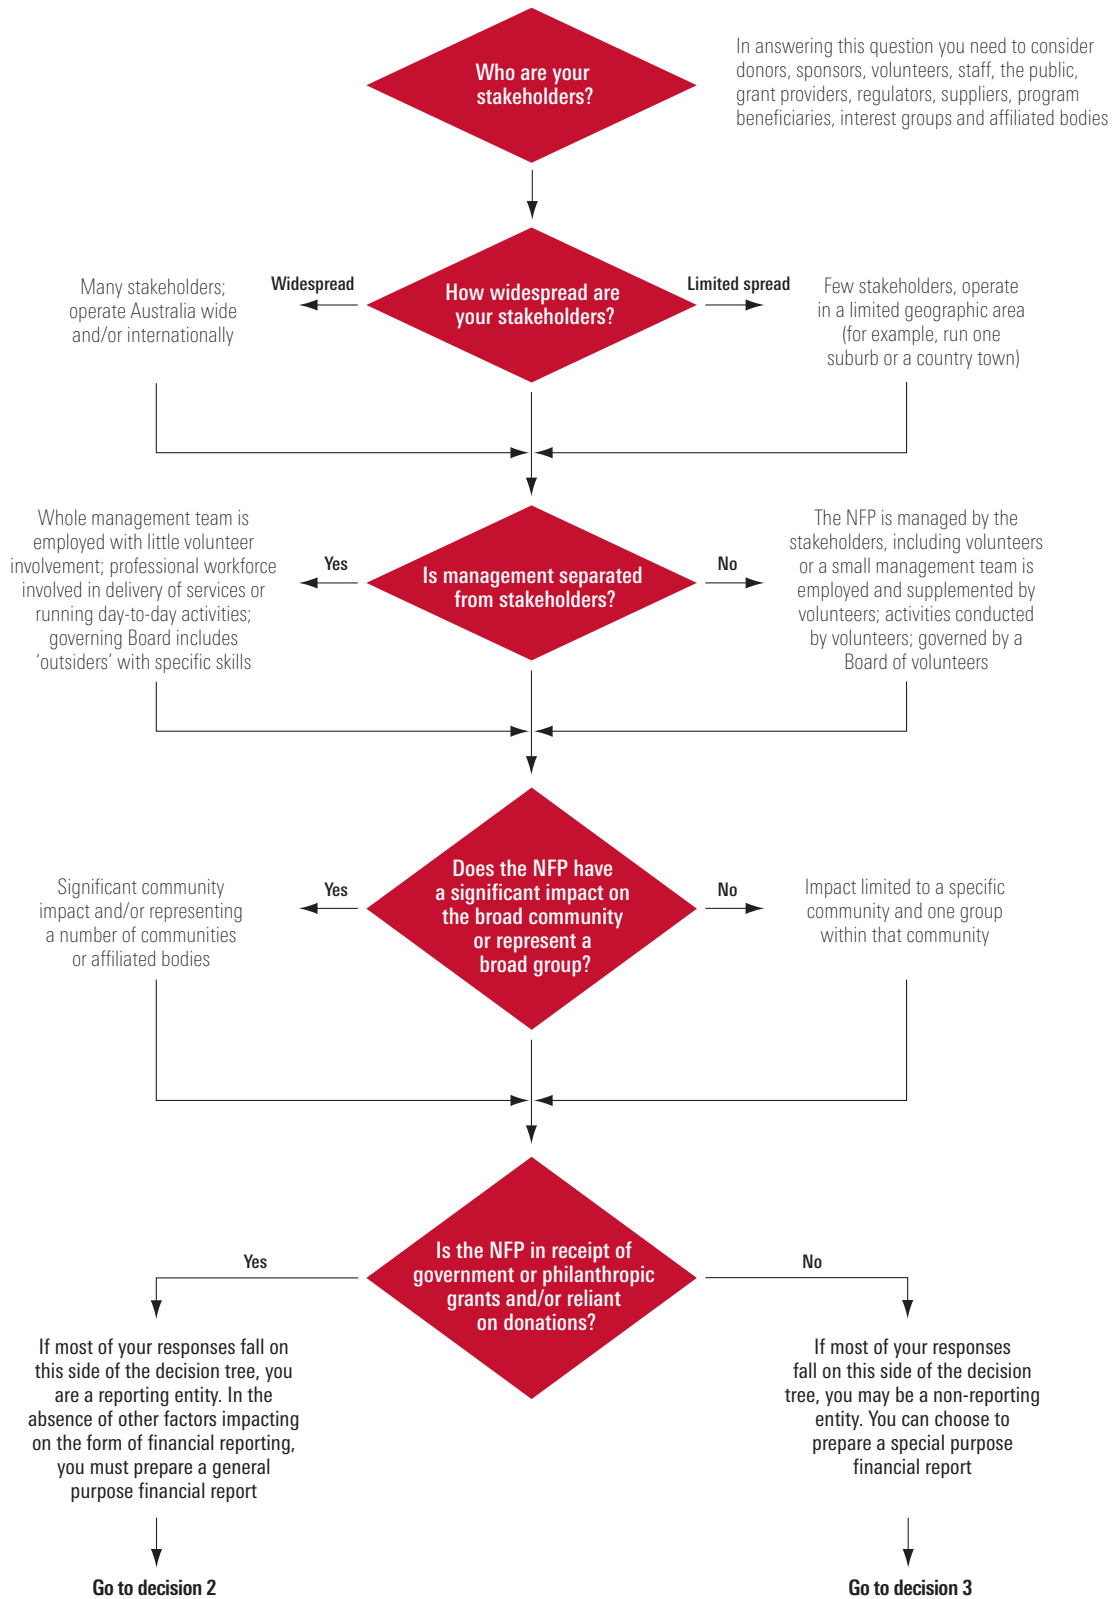 Who are your
stakeholders?
In answering this question you need to consider
donors, sponsors, volunteers, staff, the public,
grant providers, regulators, suppliers, program
beneficiaries, interest groups and affiliated bodies
Many stakeholders;
operate Australia wide
and/or internationally
Widespread
How widespread are
your stakeholders?
Limited spread
Few stakeholders, operate
in a limited geographic area
(for example, run one
suburb or a country town)
Whole management team is
employed with little volunteer
involvement; professional workforce
involved in delivery of services or
running day-to-day activities;
governing Board includes
‘outsiders’ with specific skills
Yes
Is management separated
from stakeholders?
No
The NFP is managed by the
stakeholders, including volunteers
or a small management team is
employed and supplemented by
volunteers; activities conducted
by volunteers; governed by a
Board of volunteers
Significant community
impact and/or representing
a number of communities
or affiliated bodies
Yes
Does the NFP have
a significant impact on
the broad community
or represent a
broad group?
No
Impact limited to a specific
community and one group
within that community
Yes
Is the NFP in receipt of
government or philanthropic
grants and/or reliant
on donations?
No
If most of your responses fall on
this side of the decision tree, you
are a reporting entity. In the
absence of other factors impacting
on the form of financial reporting,
you must prepare a general
purpose financial report
If most of your responses
fall on this side of the decision
tree, you may be a non-reporting
entity. You can choose to
prepare a special purpose
financial report
Go to decision 2
Go to decision 3